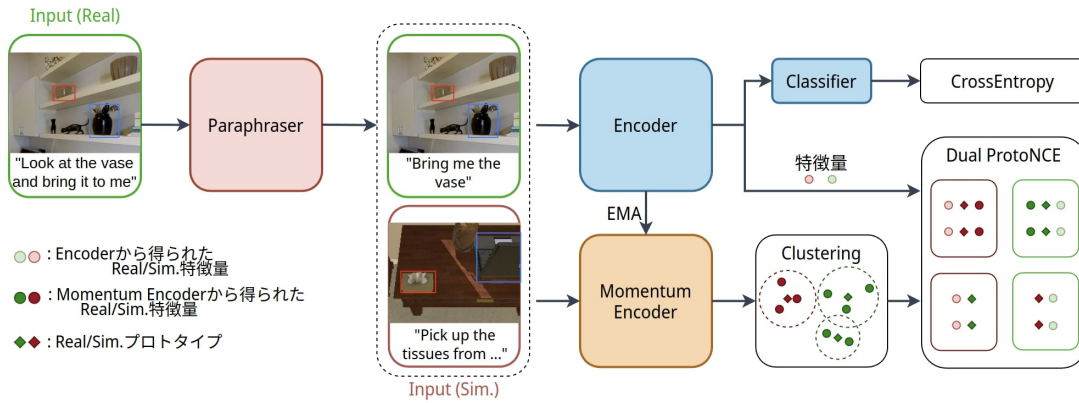 Input (Real)
"Look at the vase
and bring it to me"
Paraphraser
"Bring me the
vase"
"Pick up the
tissues from ..."
Input (Sim.)
Encoder
EMA
Momentum
Encoder
Classifier
CrossEntropy
特徴量
Clustering
Dual ProtoNCE
: Encoderから得られた
Real/Sim.特徴量
: Momentum Encoderから得られた
Real/Sim.特徴量
: Real/Sim.プロトタイプ